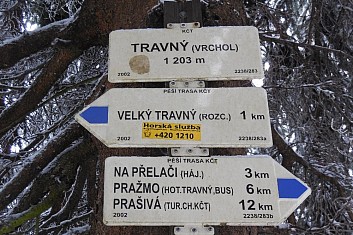 KČT
TRAVNÝ (VRCHOL)
1 203 m
2002 2238/283
PĚŠÍ TRASA KČT
VELKÝ TRAVNÝ (ROZC.) 1 km
Horská služba
+420 1210
2002 2238/283a
PĚŠÍ TRASA KČT
NA PŘELAČI (HÁJ.) 3 km
PRAŽMO (HOT.TRAVNÝ,BUS) 6 km
PRAŠIVÁ (TUR.CH.KČT) 12 km
2002 2238/283b